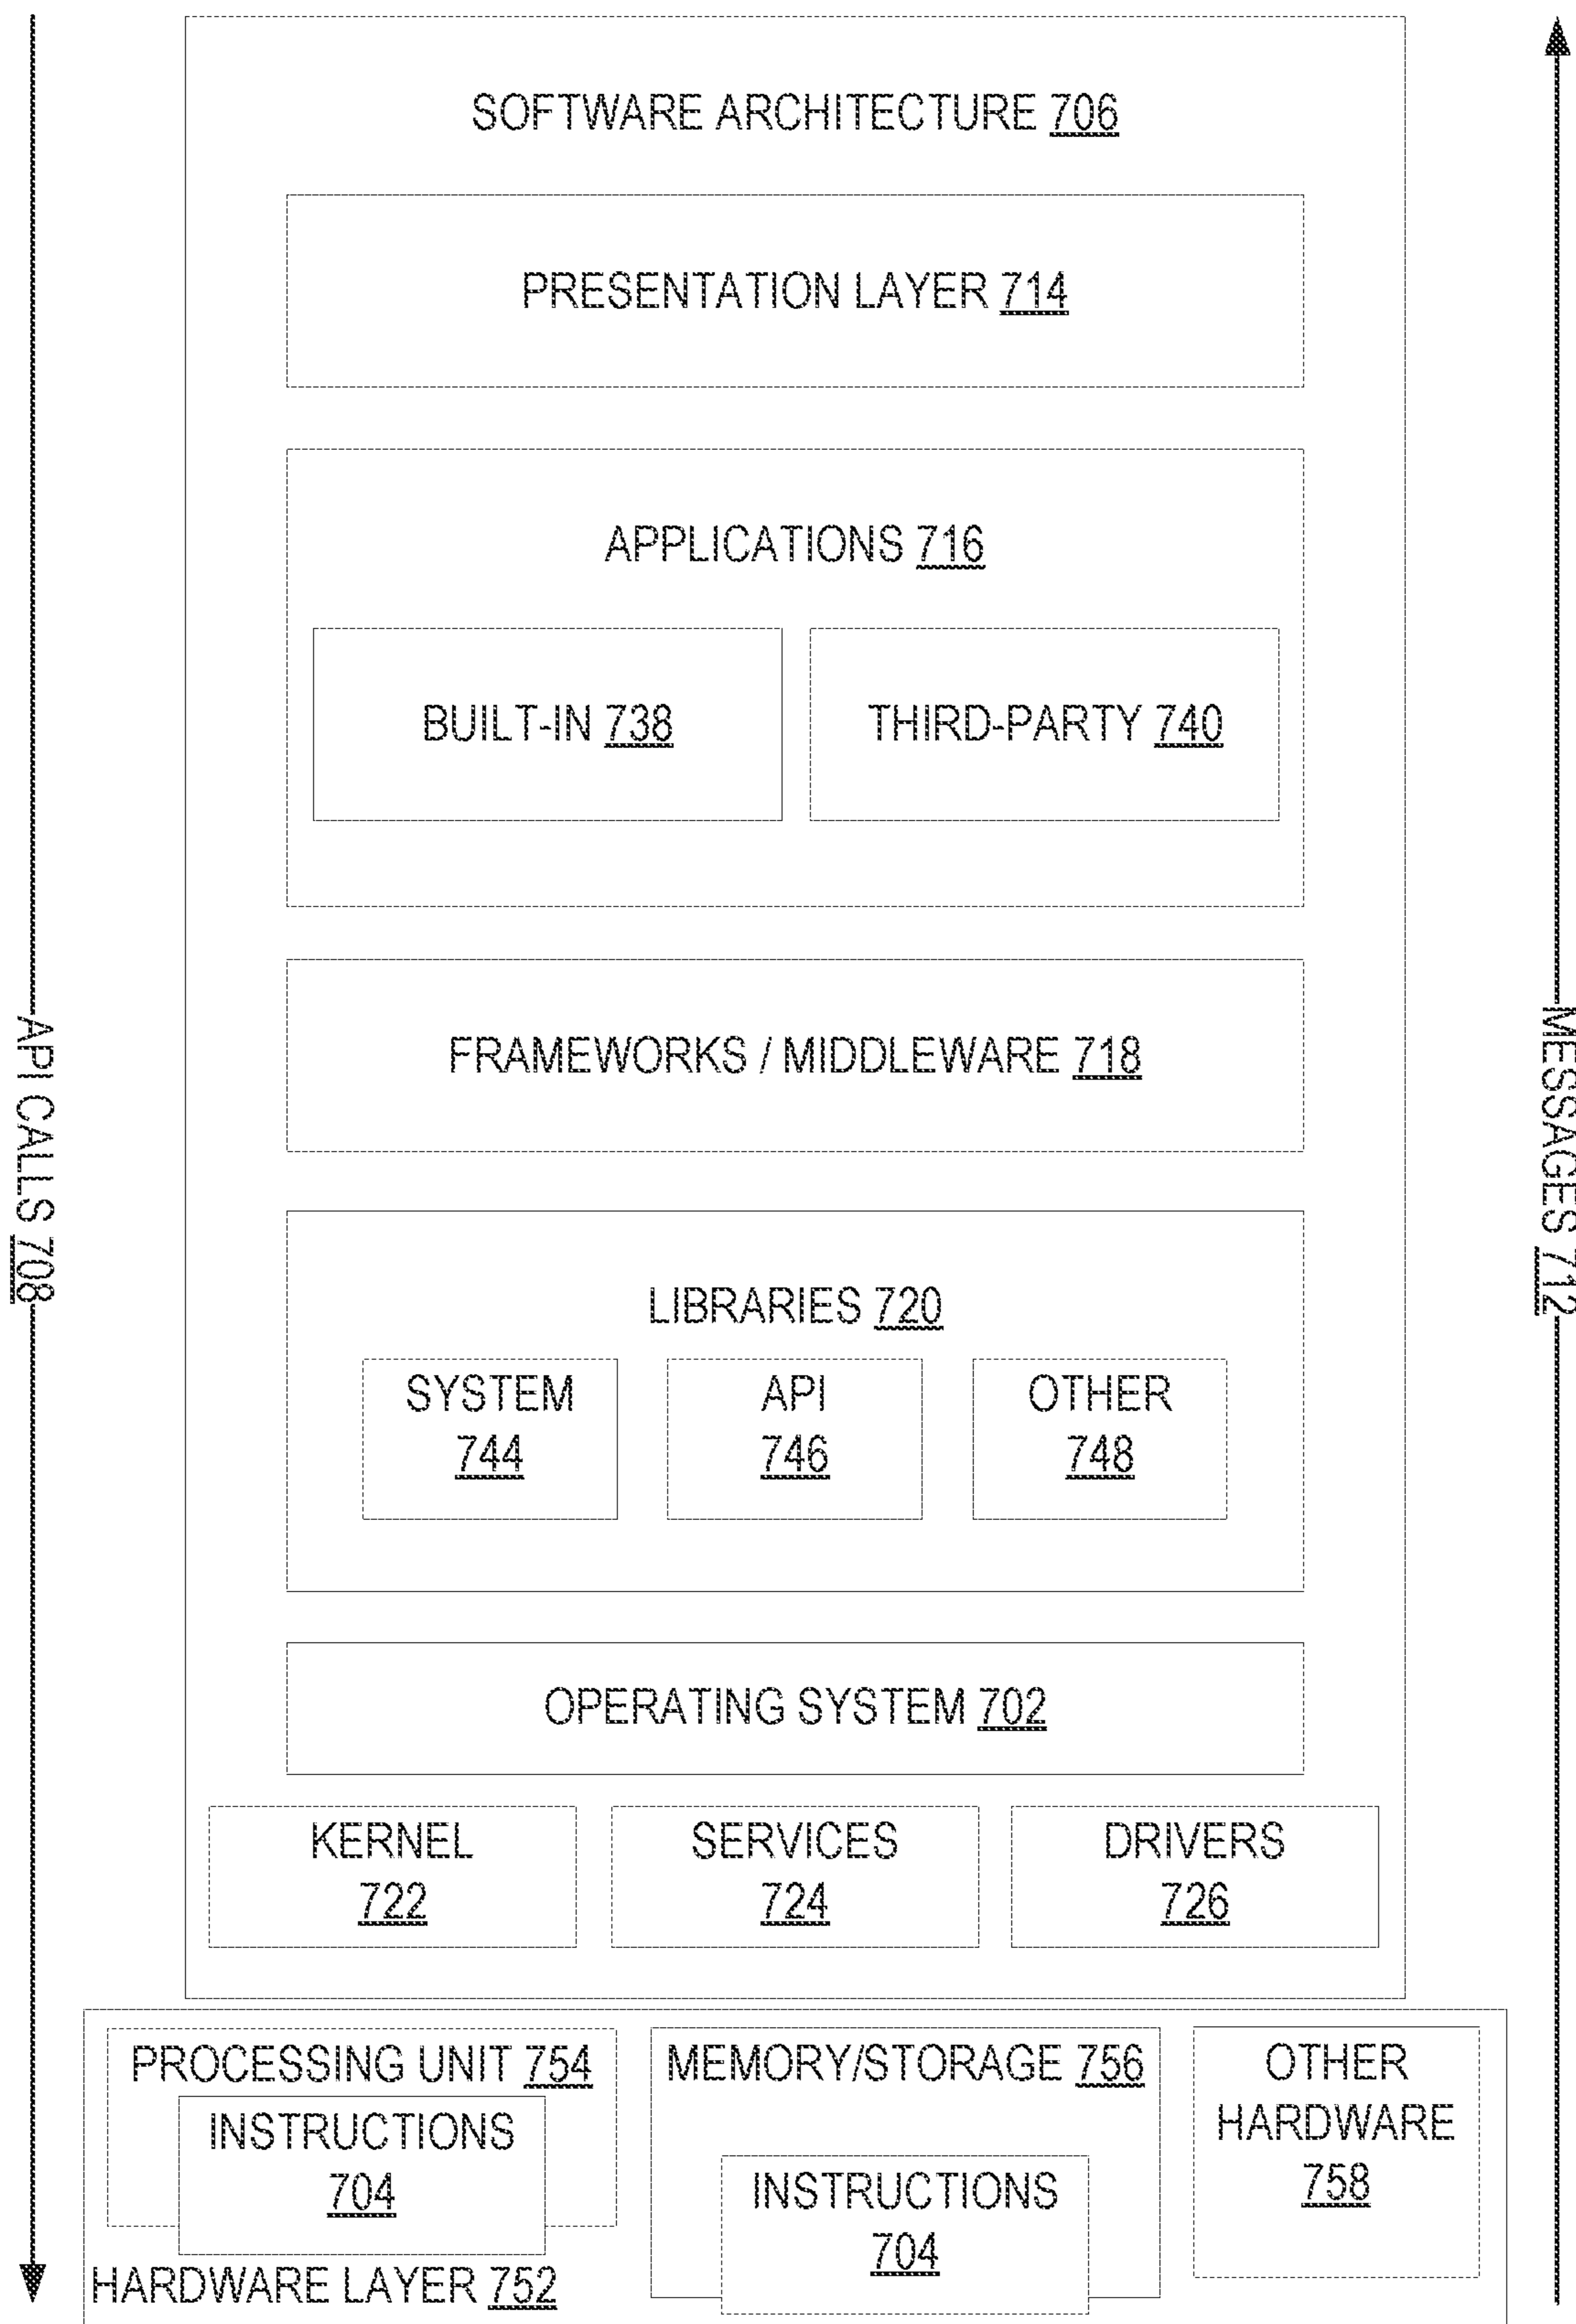 SOFTWARE ARCHITECTURE 706
PRESENTATION LAYER 714
APPLICATIONS 716
BUILT-IN 738
THIRD-PARTY 740
FRAMEWORKS / MIDDLEWARE 718
API CALLS 708
MESSAGES 712
LIBRARIES 720
SYSTEM
744
API
746
OTHER
748
OPERATING SYSTEM 702
KERNEL
722
SERVICES
724
DRIVERS
726
PROCESSING UNIT 754
INSTRUCTIONS
704
MEMORY/STORAGE 756
INSTRUCTIONS
704
OTHER
HARDWARE
758
HARDWARE LAYER 752